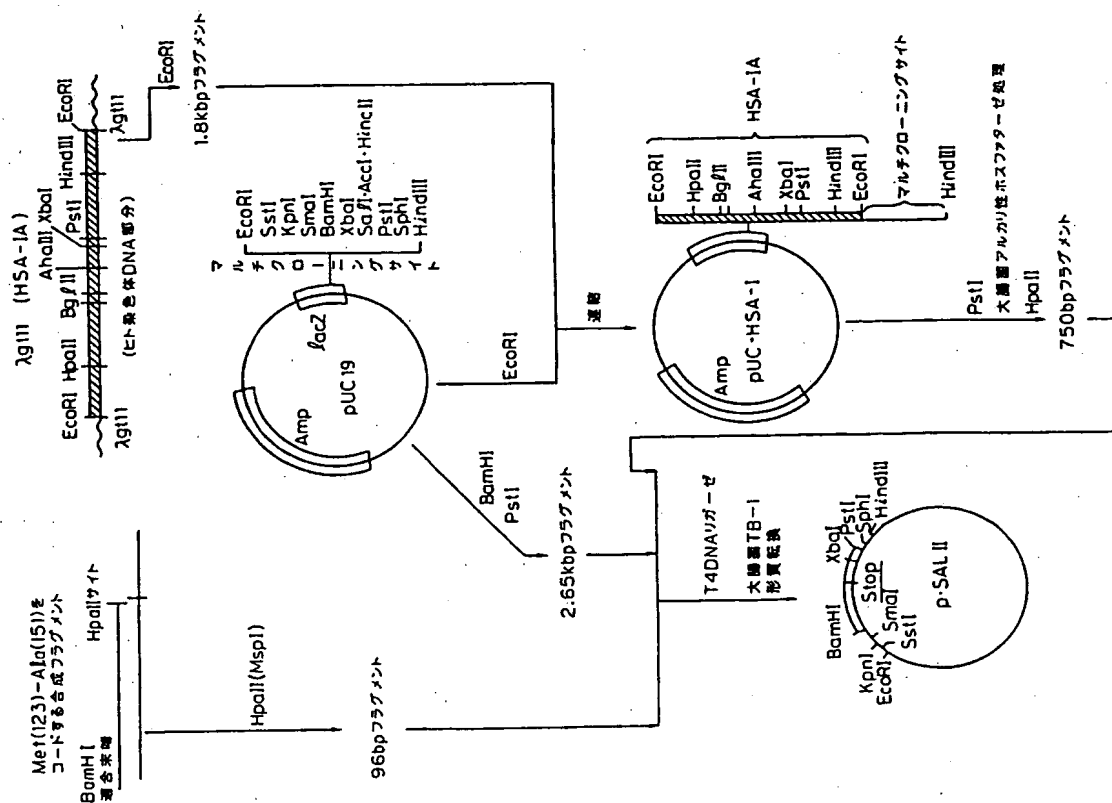 λgt11 (HSA-IA)
AhaIII XbaI
EcoRI HpaII BglII PstI HindIII EcoRI
λgt11
(ヒト染色体DNA部分)
λgt11
EcoRI
1.8kbpフラグメント
マルチクローニングサイト
EcoRI
SstI
KpnI
SmaI
BamHI
XbaI
SalI・AccI・HincII
PstI
SphI
HindIII
lacZ
Amp
pUC19
EcoRI
連結
BamHI
PstI
2.65kbpフラグメント
Met(123)-Ala(151)を
コードする合成フラグメント
BamHI
適合末端
HpaIIサイト
HpaII(MspI)
96bpフラグメント
EcoRI
HpaII
BglII
AhaIII
XbaI
PstI
HindIII
EcoRI
HSA-IA
マルチクローニングサイト
HindIII
Amp
pUC・HSA-I
PstI
大腸菌アルカリ性ホスファターゼ処理
HpaII
750bpフラグメント
T4DNAリガーゼ
大腸菌TB-1
形質転換
BamHI
KpnI
EcoRI
SstI
SmaI
Stop
XbaI
PstI
SphI
HindIII
p・SALII